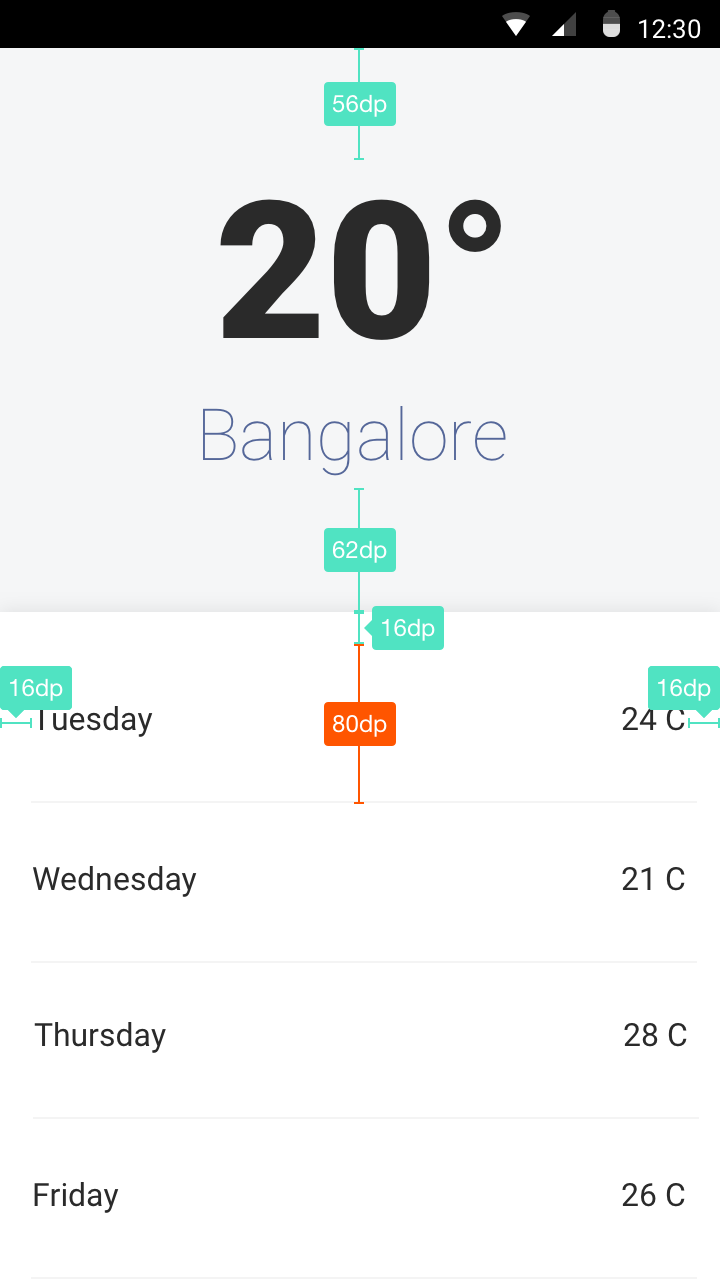 12:30
56dp
20°
Bangalore
62dp
16dp
16dp 16dp
Tuesday 80dp 24 C
Wednesday 21 C
Thursday 28 C
Friday 26 C